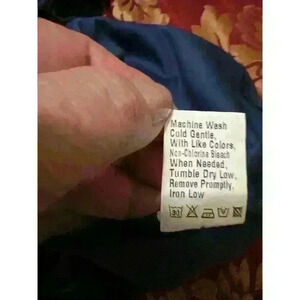 Machine Wash
Cold Gentle,
With Like Colors,
Non-Chlorine Bleach
When Needed,
Tumble Dry Low,
Remove Promptly,
Iron Low
30